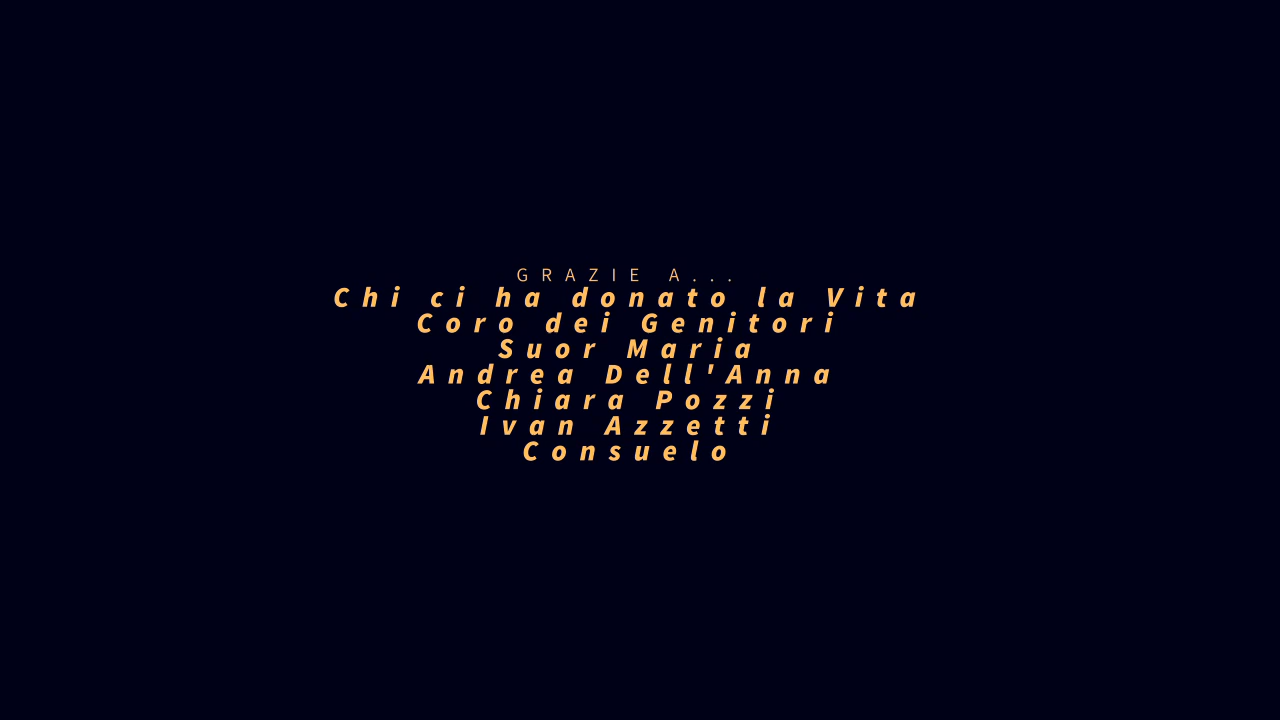 GRAZIE A...
Chi ci ha donato la Vita
Coro dei Genitori
Suor Maria
Andrea Dell'Anna
Chiara Pozzi
Ivan Azzetti
Consuelo